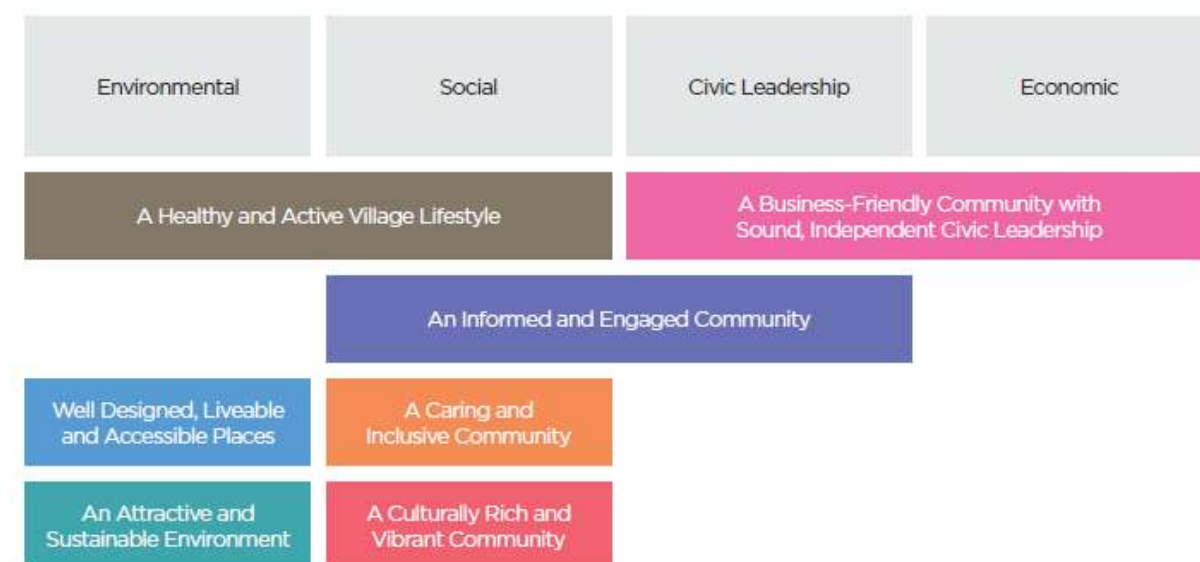 Environmental
Social
Civic Leadership
Economic
A Healthy and Active Village Lifestyle
A Business-Friendly Community with
Sound, Independent Civic Leadership
An Informed and Engaged Community
Well Designed, Liveable
and Accessible Places
A Caring and
Inclusive Community
An Attractive and
Sustainable Environment
A Culturally Rich and
Vibrant Community